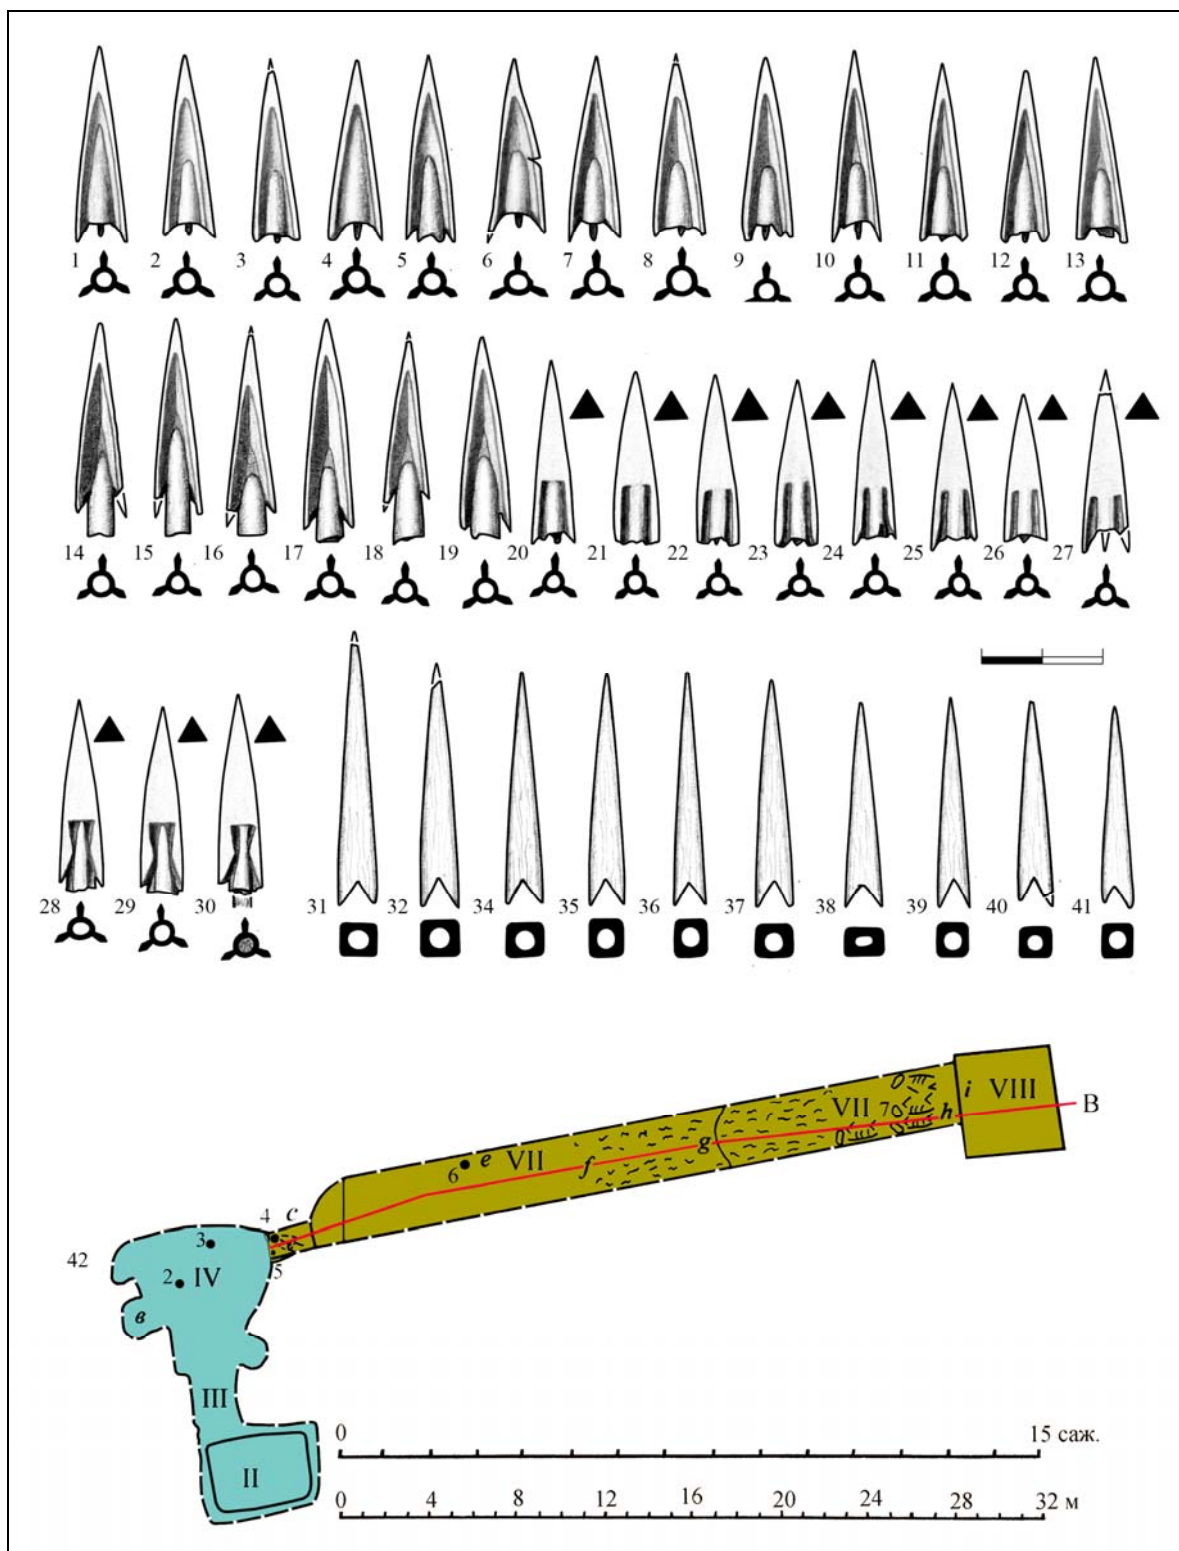 1 2 3 4 5 6 7 8 9 10 11 12 13
14 15 16 17 18 19 20 21 22 23 24 25 26 27
28 29 30 31 32 34 35 36 37 38 39 40 41
i VIII
VII 7 h B
g
6 e VII f
4 c
3
42 5
2 IV
в
III
0 15 саж.
II
0 4 8 12 16 20 24 28 32 м